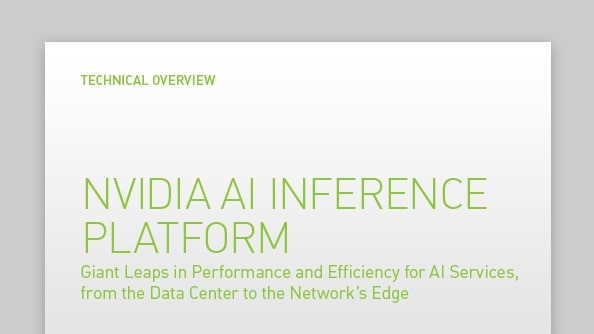 TECHNICAL OVERVIEW
NVIDIA AI INFERENCE
PLATFORM
Giant Leaps in Performance and Efficiency for AI Services,
from the Data Center to the Network's Edge